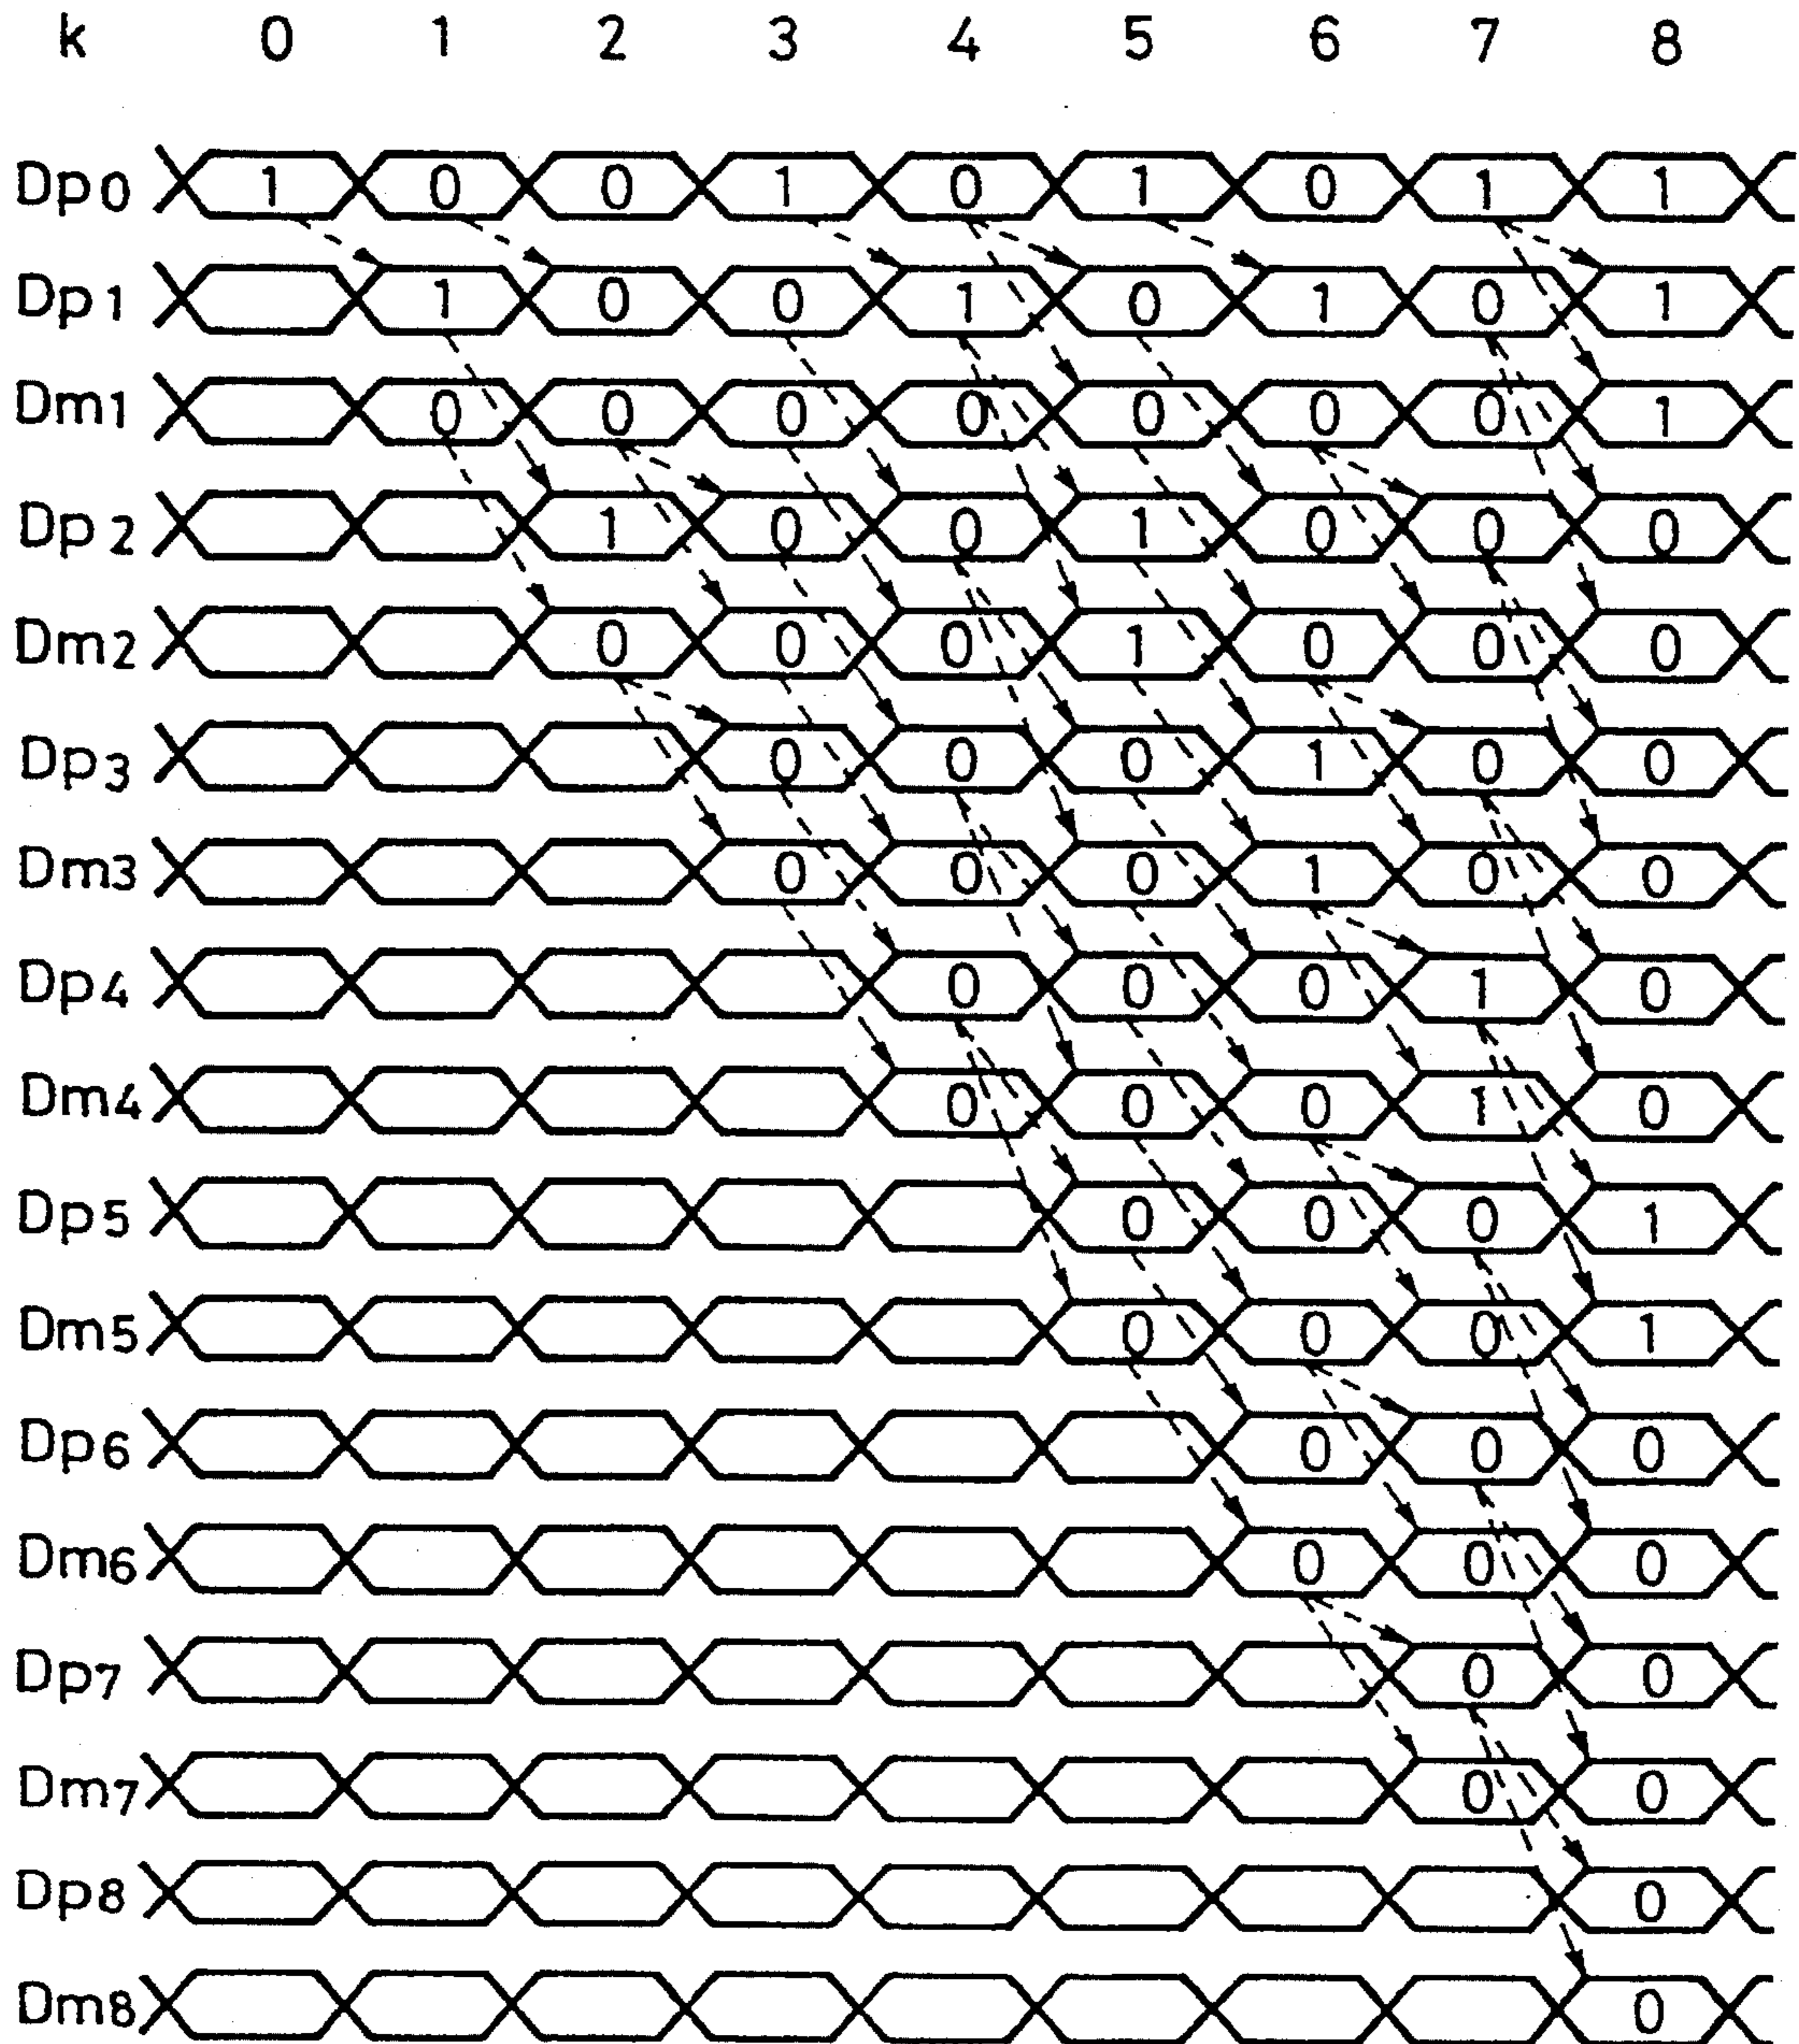 k 0 1 2 3 4 5 6 7 8
Dp0 1 0 0 1 0 1 0 1 1
Dp1 1 0 0 1 0 1 0 1
Dm1 0 0 0 0 0 0 0 1
Dp2 1 0 0 1 0 0 0
Dm2 0 0 0 1 0 0 0
Dp3 0 0 0 1 0 0
Dm3 0 0 0 1 0 0
Dp4 0 0 0 1 0
Dm4 0 0 0 1 0
Dp5 0 0 0 1
Dm5 0 0 0 1
Dp6 0 0 0
Dm6 0 0 0
Dp7 0 0
Dm7 0 0
Dp8 0
Dm8 0